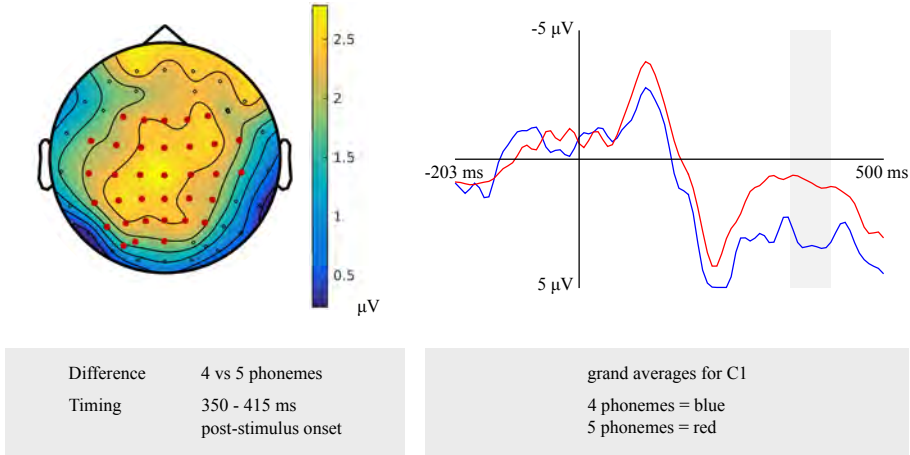 2.5
2
1.5
1.
0.5
μV
-5 μV
-203 ms
500 ms
5 μV
Difference 4 vs 5 phonemes
Timing 350 - 415 ms
post-stimulus onset
grand averages for C1
4 phonemes = blue
5 phonemes = red